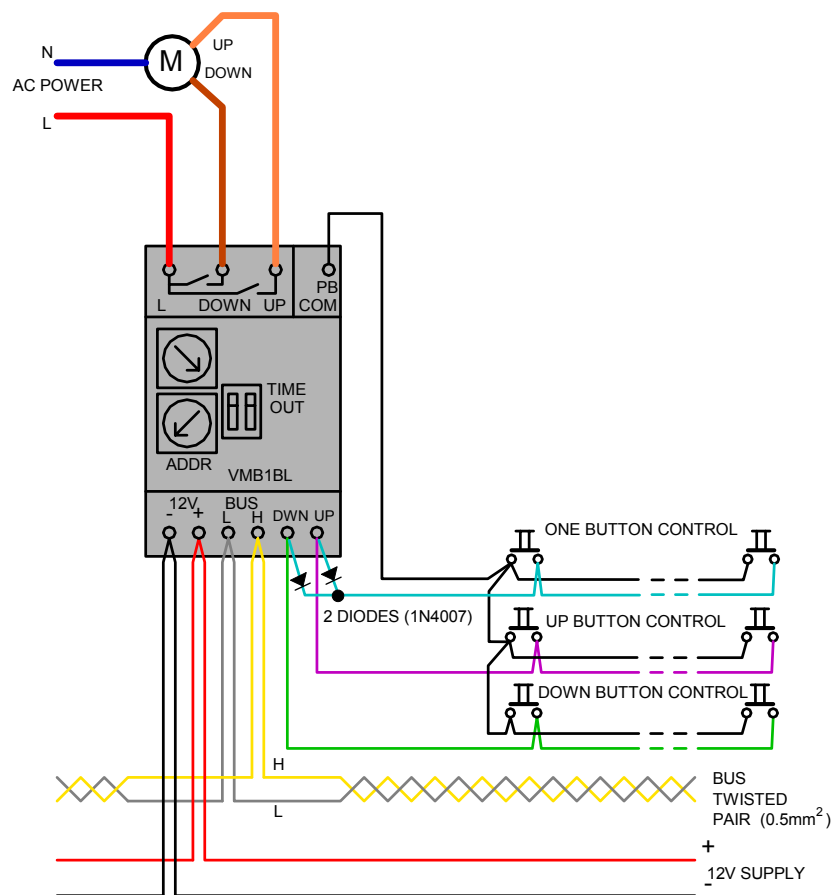 N
UP
M
DOWN
AC POWER
L
PB
L DOWN UP COM
TIME
OUT
ADDR
VMB1BL
12V BUS
- + L H DWN UP
ONE BUTTON CONTROL
2 DIODES (1N4007)
UP BUTTON CONTROL
DOWN BUTTON CONTROL
H
L
BUS
TWISTED
PAIR (0.5mm²)
+
12V SUPPLY
-